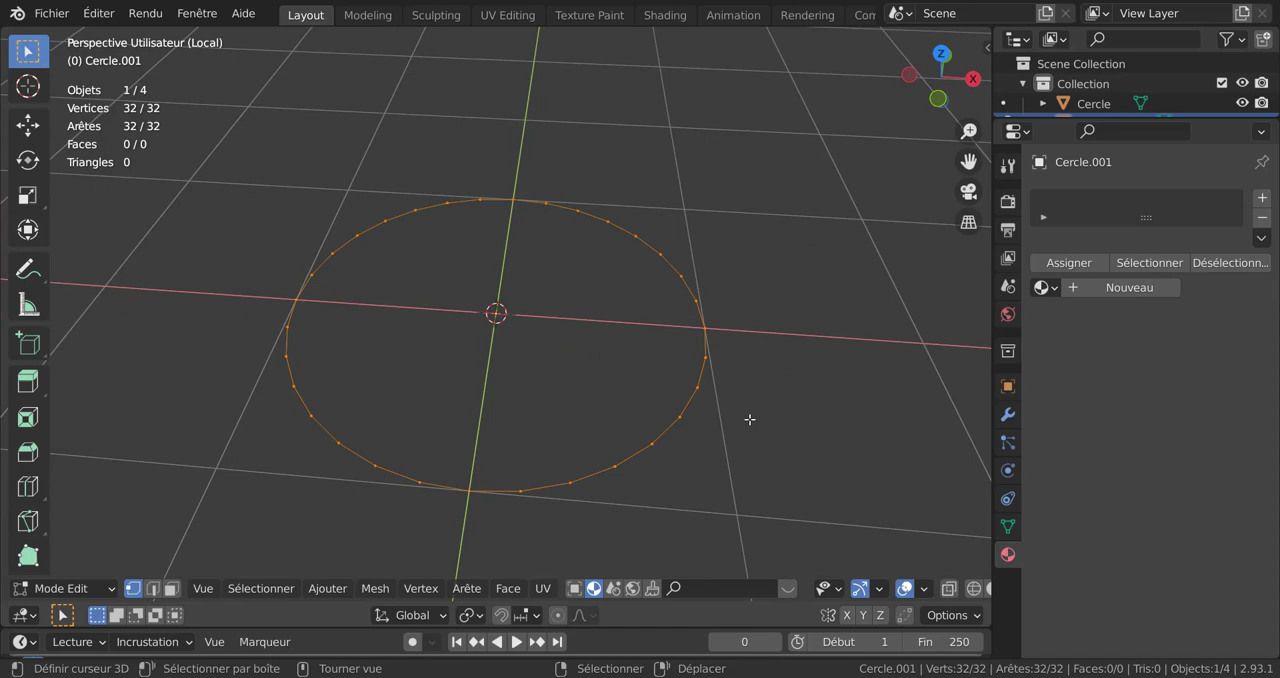 Fichier Éditer Rendu Fenêtre Aide Layout Modeling Sculpting UV Editing Texture Paint Shading Animation Rendering Com Scene View Layer
Perspective Utilisateur (Local)
(0) Cercle.001
Objets 1 / 4
Vertices 32 / 32
Arêtes 32 / 32
Faces 0 / 0
Triangles 0
Z
X
Scene Collection
Collection
Cercle
Cercle.001
Assigner Sélectionner Désélectionn...
Nouveau
Mode Edit Vue Sélectionner Ajouter Mesh Vertex Arête Face UV
Global X Y Z Options
Lecture Incrustation Vue Marqueur 0 Début 1 Fin 250
Définir curseur 3D Sélectionner par boîte Tourner vue Sélectionner Déplacer Cercle.001 | Verts:32/32 | Arêtes:32/32 | Faces:0/0 | Tris:0 | Objects:1/4 | 2.93.1